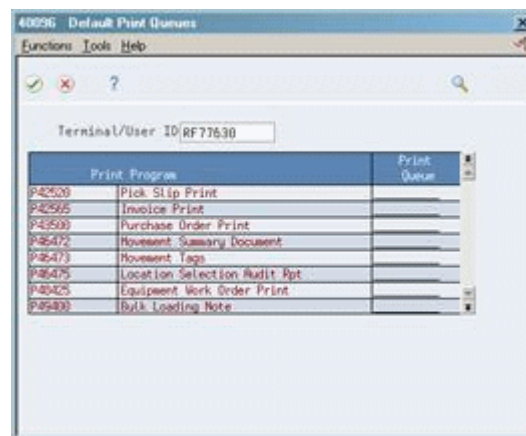 40096 Default Print Queues
Functions Tools Help
?
Terminal/User ID RF77630
Print Program Print Queue
P42520 Pick Slip Print
P42565 Invoice Print
P43500 Purchase Order Print
P46472 Movement Summary Document
P46473 Movement Tags
P46475 Location Selection Audit Rpt
P48425 Equipment Work Order Print
P49400 Bulk Loading Note